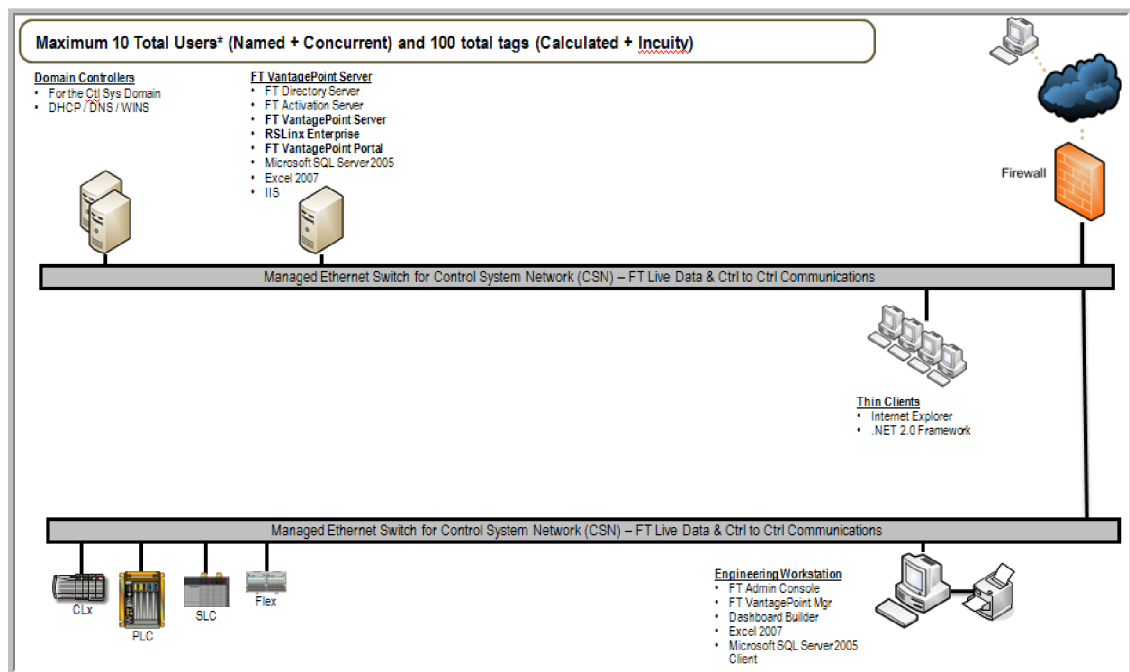 Maximum 10 Total Users* (Named + Concurrent) and 100 total tags (Calculated + Incuity)
Domain Controllers
• For the Ctl Sys Domain
• DHCP / DNS / WINS
FT VantagePoint Server
• FT Directory Server
• FT Activation Server
• FT VantagePoint Server
• RSLinx Enterprise
• FT VantagePoint Portal
• Microsoft SQL Server 2005
• Excel 2007
• IIS
Firewall
Managed Ethernet Switch for Control System Network (CSN) – FT Live Data & Ctrl to Ctrl Communications
Thin Clients
• Internet Explorer
• .NET 2.0 Framework
Managed Ethernet Switch for Control System Network (CSN) – FT Live Data & Ctrl to Ctrl Communications
CLx
PLC
SLC
Flex
Engineering Workstation
• FT Admin Console
• FT VantagePoint Mgr
• Dashboard Builder
• Excel 2007
• Microsoft SQL Server 2005
Client